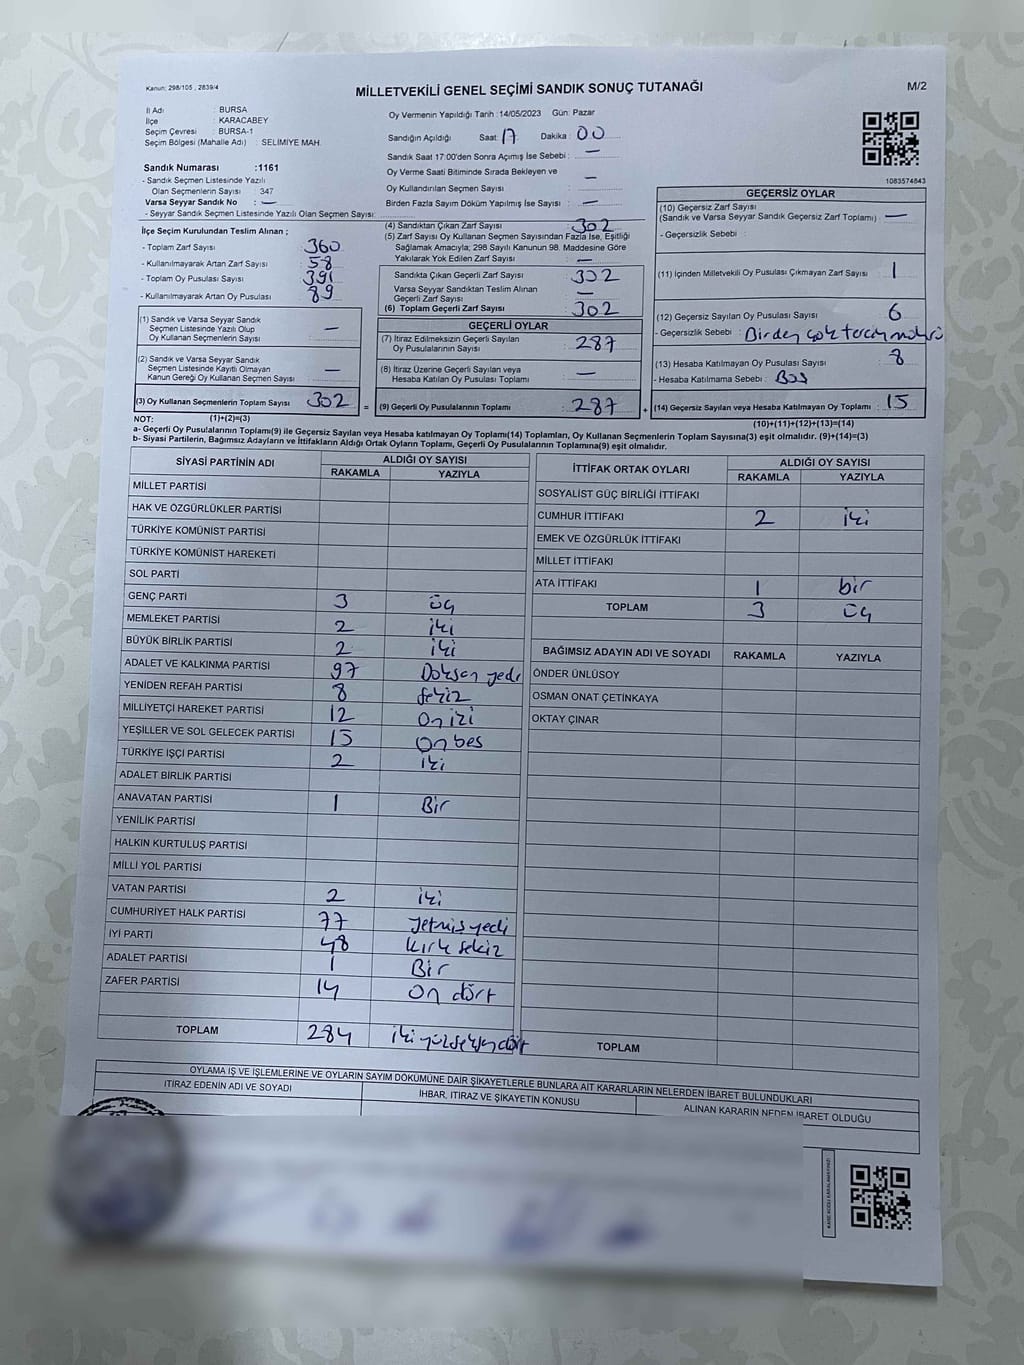 Kanun: 298/105 , 2839/4
MİLLETVEKİLİ GENEL SEÇİMİ SANDIK SONUÇ TUTANAĞI
M/2
İl Adı : BURSA
İlçe : KARACABEY
Seçim Çevresi : BURSA-1
Seçim Bölgesi (Mahalle Adı) : SELİMİYE MAH.
Sandık Numarası :1161
- Sandık Seçmen Listesinde Yazılı
Olan Seçmenlerin Sayısı : 347
Varsa Seyyar Sandık No : —
- Seyyar Sandık Seçmen Listesinde Yazılı Olan Seçmen Sayısı:
Oy Vermenin Yapıldığı Tarih :14/05/2023 Gün: Pazar
Sandığın Açıldığı Saat: 17 Dakika : 00
Sandık Saat 17:00'den Sonra Açımış İse Sebebi : —
Oy Verme Saati Bitiminde Sırada Bekleyen ve
Oy Kullandırılan Seçmen Sayısı : —
Birden Fazla Sayım Döküm Yapılmış İse Sayısı : —
1083574843
İlçe Seçim Kurulundan Teslim Alınan ;
- Toplam Zarf Sayısı : 360
- Kullanılmayarak Artan Zarf Sayısı : 58
- Toplam Oy Pusulası Sayısı : 391
- Kullanılmayarak Artan Oy Pusulası : 89
(1) Sandık ve Varsa Seyyar Sandık
Seçmen Listesinde Yazılı Olup
Oy Kullanan Seçmenlerin Sayısı : —
(2) Sandık ve Varsa Seyyar Sandık
Seçmen Listesinde Kayıtlı Olmayan
Kanun Gereği Oy Kullanan Seçmen Sayısı : —
(3) Oy Kullanan Seçmenlerin Toplam Sayısı : 302
(1)+(2)=(3)
(4) Sandıktan Çıkan Zarf Sayısı : 302
(5) Zarf Sayısı Oy Kullanan Seçmen Sayısından Fazla İse, Eşitliği
Sağlamak Amacıyla; 298 Sayılı Kanunun 98. Maddesine Göre
Yakılarak Yok Edilen Zarf Sayısı : —
Sandıkta Çıkan Geçerli Zarf Sayısı : 302
Varsa Seyyar Sandıktan Teslim Alınan
Geçerli Zarf Sayısı : —
(6) Toplam Geçerli Zarf Sayısı : 302
GEÇERLİ OYLAR
(7) İtiraz Edilmeksizin Geçerli Sayılan
Oy Pusulalarının Sayısı : 287
(8) İtiraz Üzerine Geçerli Sayılan veya
Hesaba Katılan Oy Pusulası Toplamı : —
= (9) Geçerli Oy Pusulalarının Toplamı : 287 +
GEÇERSİZ OYLAR
(10) Geçersiz Zarf Sayısı
(Sandık ve Varsa Seyyar Sandık Geçersiz Zarf Toplamı) : —
- Geçersizlik Sebebi :
(11) İçinden Milletvekili Oy Pusulası Çıkmayan Zarf Sayısı : 1
(12) Geçersiz Sayılan Oy Pusulası Sayısı : 6
- Geçersizlik Sebebi : Birden çok tercih mührü
(13) Hesaba Katılmayan Oy Pusulası Sayısı : 8
- Hesaba Katılmama Sebebi : Boş
(14) Geçersiz Sayılan veya Hesaba Katılmayan Oy Toplamı : 15
(10)+(11)+(12)+(13)=(14)
NOT:
a- Geçerli Oy Pusulalarının Toplamı(9) ile Geçersiz Sayılan veya Hesaba katılmayan Oy Toplamı(14) Toplamları, Oy Kullanan Seçmenlerin Toplam Sayısına(3) eşit olmalıdır. (9)+(14)=(3)
b- Siyasi Partilerin, Bağımsız Adayların ve İttifakların Aldığı Ortak Oyların Toplamı, Geçerli Oy Pusulalarının Toplamına(9) eşit olmalıdır.
SİYASİ PARTİNİN ADI ALDIĞI OY SAYISI
RAKAMLA YAZIYLA
MİLLET PARTİSİ
HAK VE ÖZGÜRLÜKLER PARTİSİ
TÜRKİYE KOMÜNİST PARTİSİ
TÜRKİYE KOMÜNİST HAREKETİ
SOL PARTİ
GENÇ PARTİ 3 üç
MEMLEKET PARTİSİ 2 iki
BÜYÜK BİRLİK PARTİSİ 2 iki
ADALET VE KALKINMA PARTİSİ 97 Doksan yedi
YENİDEN REFAH PARTİSİ 8 sekiz
MİLLİYETÇİ HAREKET PARTİSİ 12 On iki
YEŞİLLER VE SOL GELECEK PARTİSİ 15 On beş
TÜRKİYE İŞÇİ PARTİSİ 2 iki
ADALET BİRLİK PARTİSİ
ANAVATAN PARTİSİ 1 Bir
YENİLİK PARTİSİ
HALKIN KURTULUŞ PARTİSİ
MİLLİ YOL PARTİSİ
VATAN PARTİSİ 2 iki
CUMHURİYET HALK PARTİSİ 77 Yetmiş yedi
İYİ PARTİ 48 Kırk sekiz
ADALET PARTİSİ 1 Bir
ZAFER PARTİSİ 14 On dört
TOPLAM 284 iki yüz seksen dört
İTTİFAK ORTAK OYLARI ALDIĞI OY SAYISI
RAKAMLA YAZIYLA
SOSYALİST GÜÇ BİRLİĞİ İTTİFAKI
CUMHUR İTTİFAKI 2 iki
EMEK VE ÖZGÜRLÜK İTTİFAKI
MİLLET İTTİFAKI
ATA İTTİFAKI 1 bir
TOPLAM 3 üç
BAĞIMSIZ ADAYIN ADI VE SOYADI RAKAMLA YAZIYLA
ÖNDER ÜNLÜSOY
OSMAN ONAT ÇETİNKAYA
OKTAY ÇINAR
TOPLAM
OYLAMA İŞ VE İŞLEMLERİNE VE OYLARIN SAYIM DÖKÜMÜNE DAİR ŞİKAYETLERLE BUNLARA AİT KARARLARIN NELERDEN İBARET BULUNDUKLARI
İTİRAZ EDENİN ADI VE SOYADI İHBAR, İTİRAZ VE ŞİKAYETİN KONUSU ALINAN KARARIN NEDEN İBARET OLDUĞU